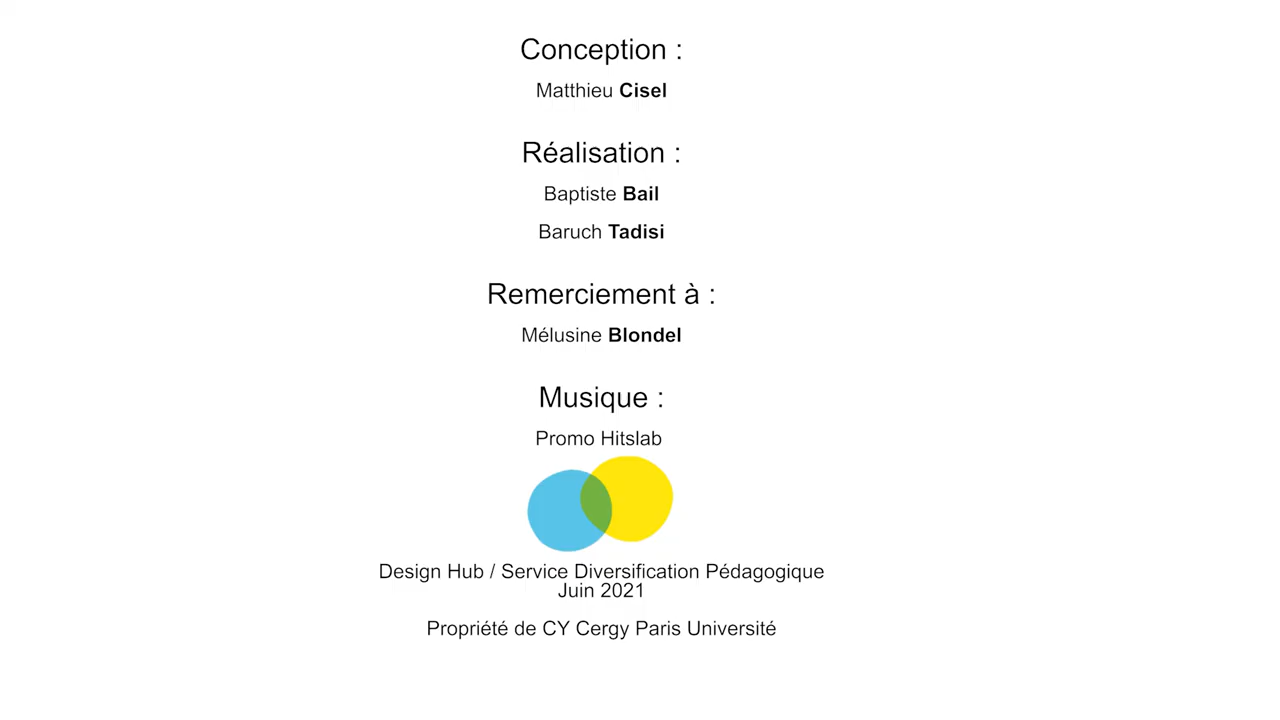 Conception :
Matthieu Cisel
Réalisation :
Baptiste Bail
Baruch Tadisi
Remerciement à :
Mélusine Blondel
Musique :
Promo Hitslab
Design Hub / Service Diversification Pédagogique
Juin 2021
Propriété de CY Cergy Paris Université